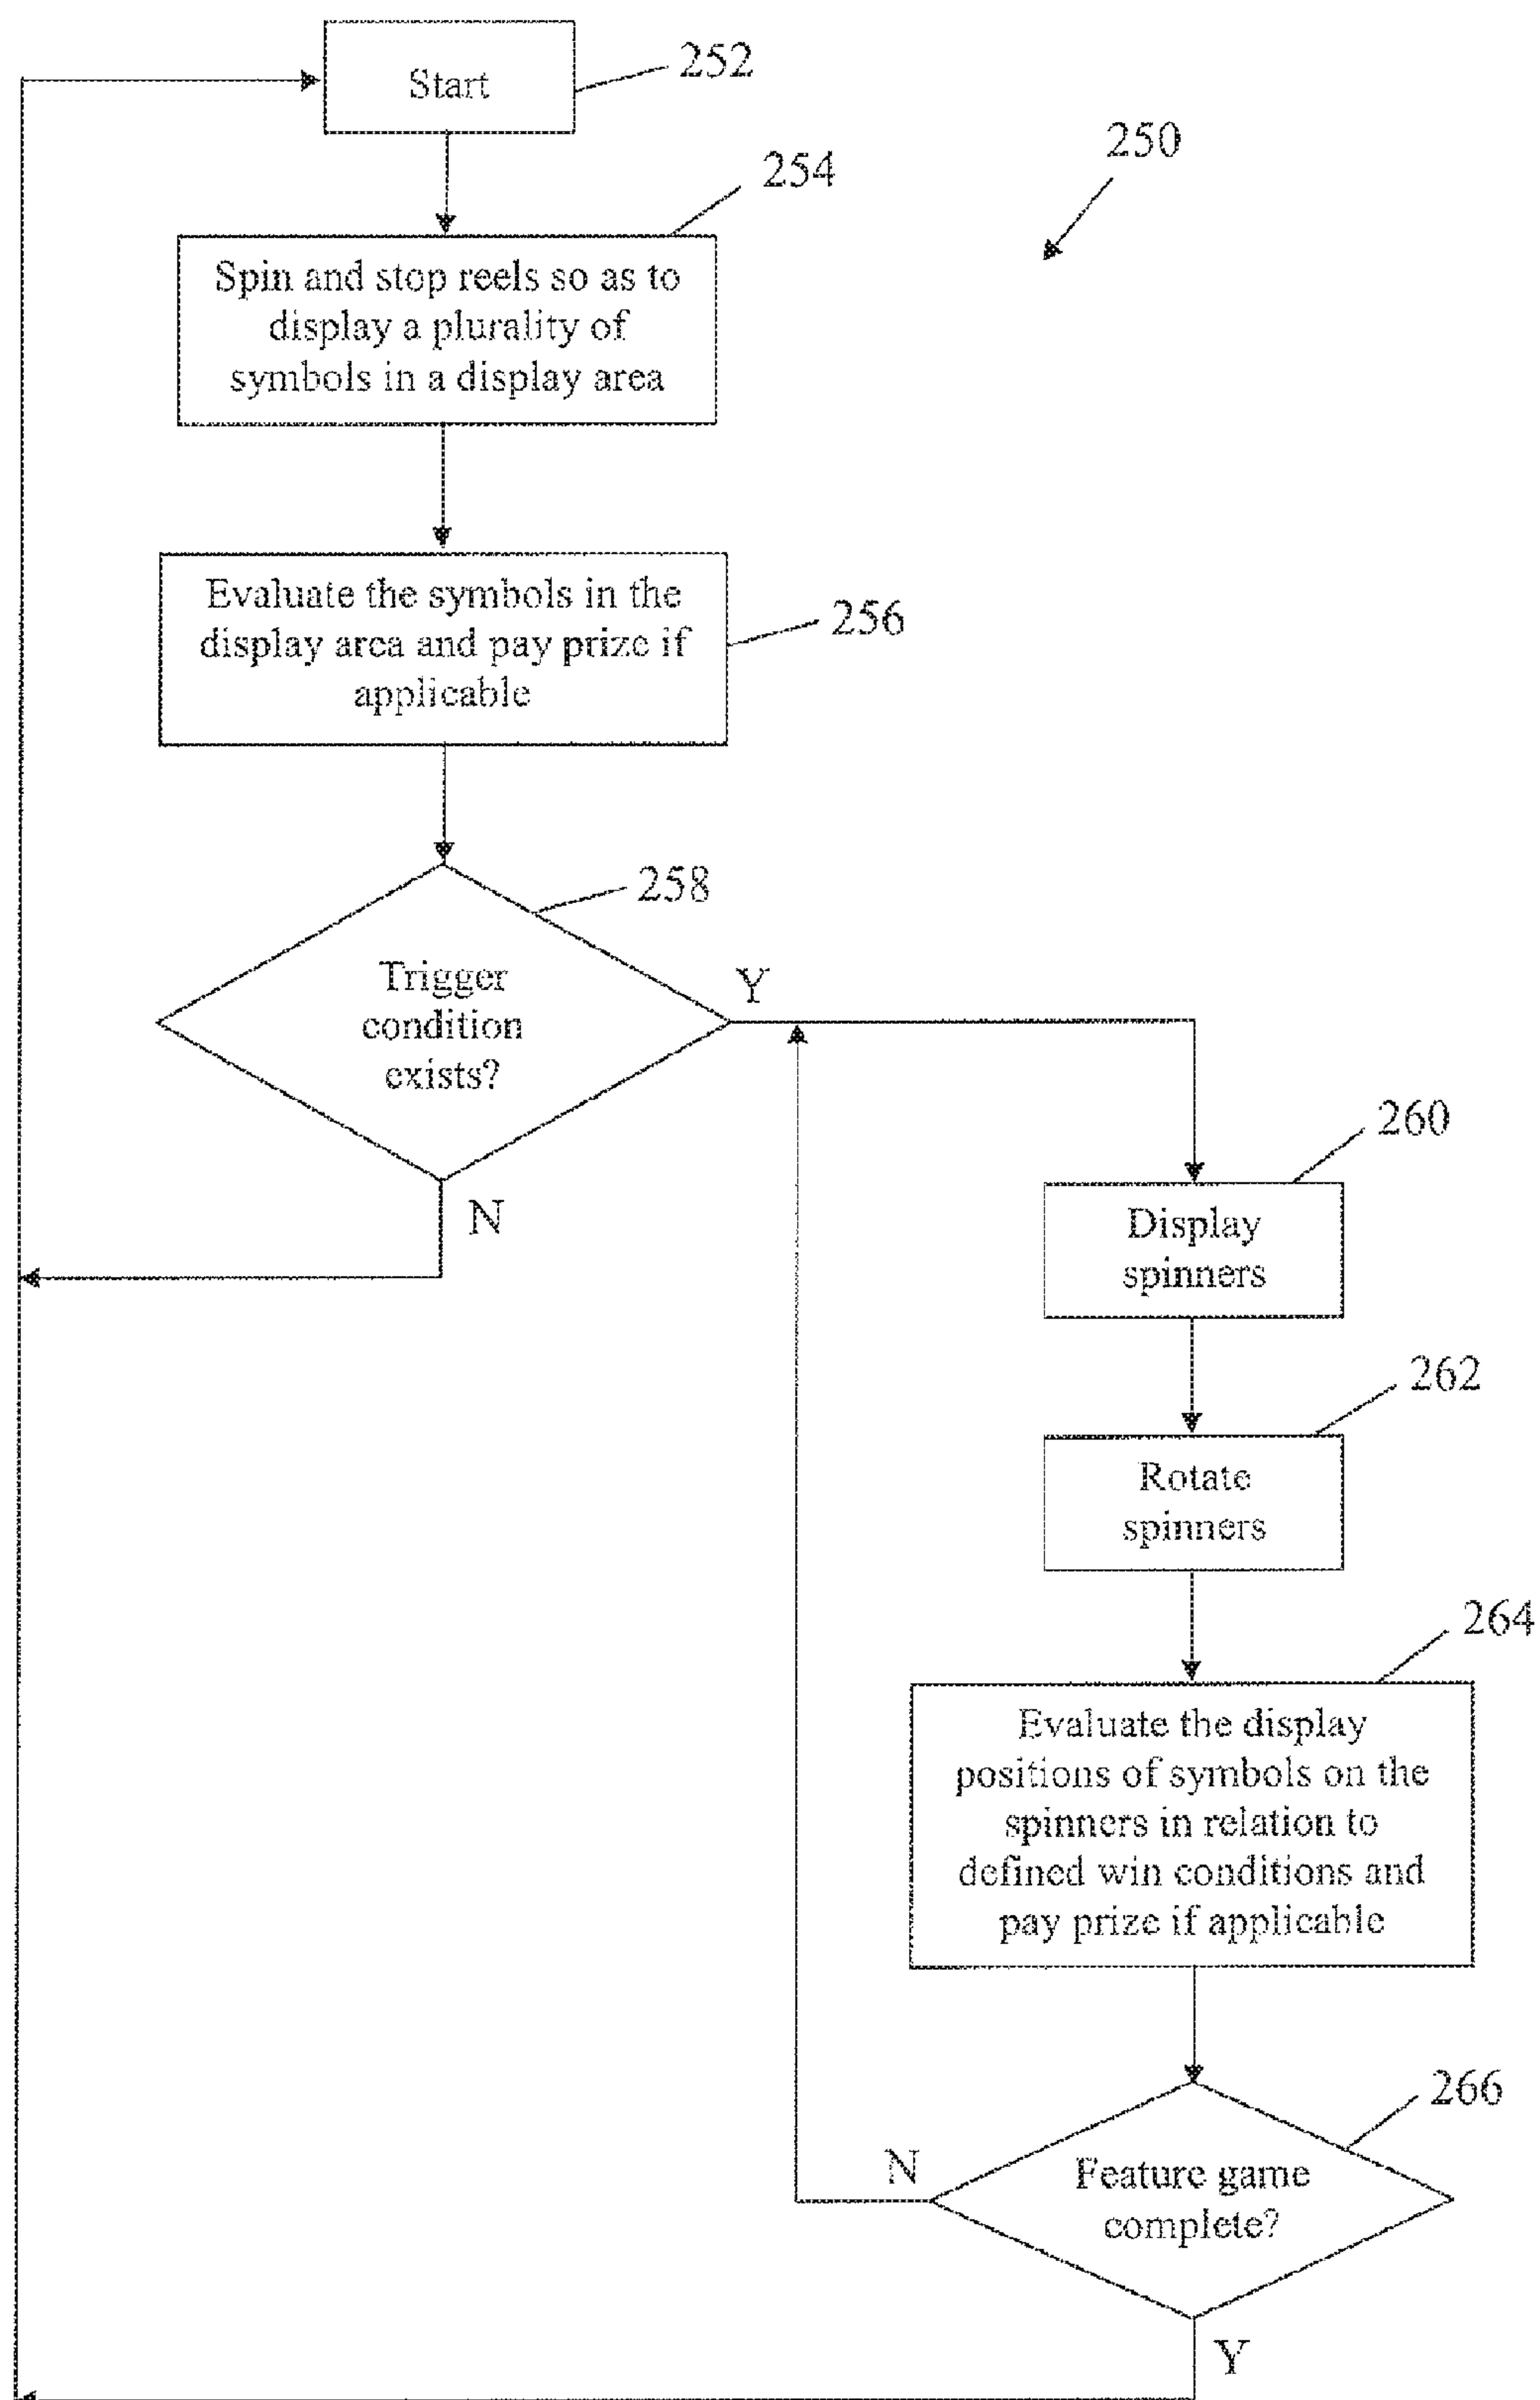 Start
252
250
254
Spin and stop reels so as to
display a plurality of
symbols in a display area
Evaluate the symbols in the
display area and pay prize if
applicable
256
258
Trigger
condition
exists?
Y
N
260
Display
spinners
262
Rotate
spinners
264
Evaluate the display
positions of symbols on the
spinners in relation to
defined win conditions and
pay prize if applicable
266
Feature game
complete?
N
Y